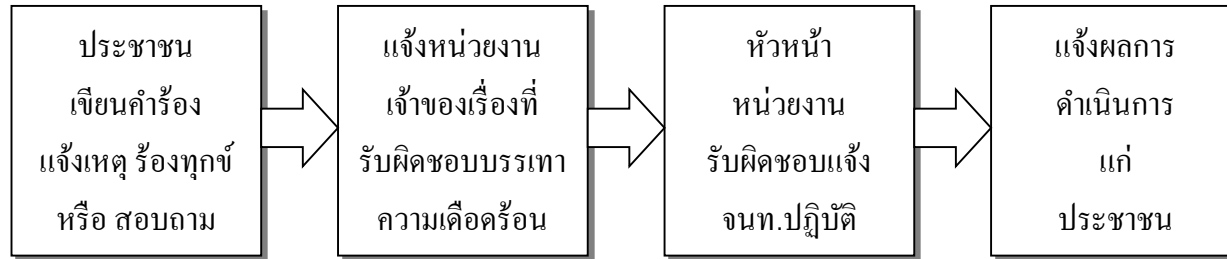 ประชาชน
เขียนคำร้อง
แจ้งเหตุ ร้องทุกข์
หรือ สอบถาม
แจ้งหน่วยงาน
เจ้าของเรื่องที่
รับผิดชอบบรรเทา
ความเดือดร้อน
หัวหน้า
หน่วยงาน
รับผิดชอบแจ้ง
จนท.ปฏิบัติ
แจ้งผลการ
ดำเนินการ
แก่
ประชาชน